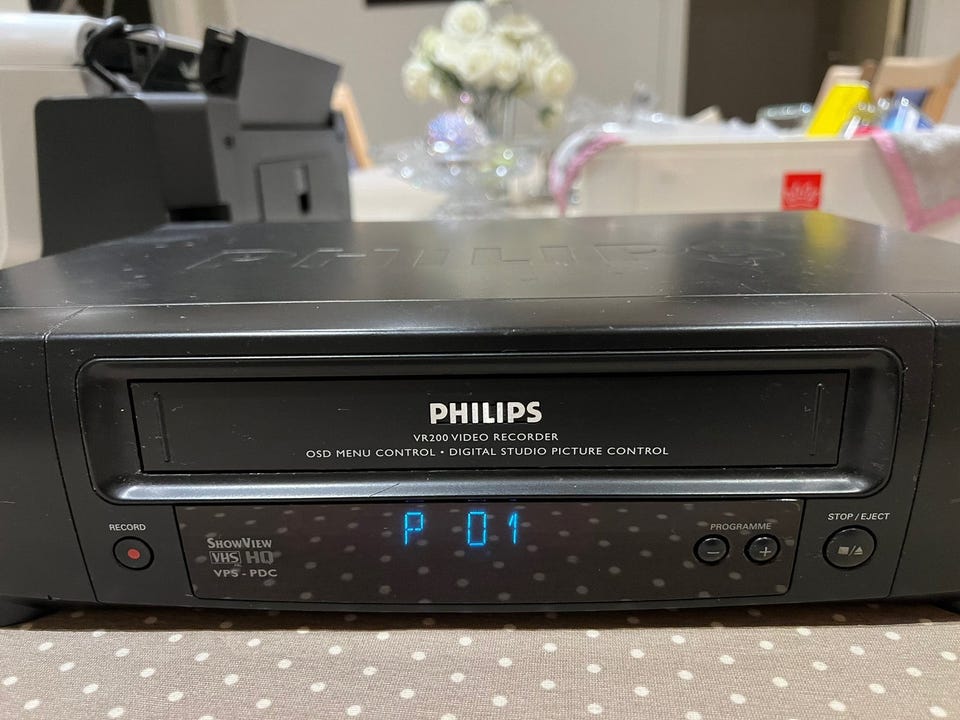 PHILIPS
PHILIPS
VR200 VIDEO RECORDER
OSD MENU CONTROL • DIGITAL STUDIO PICTURE CONTROL
RECORD
P 01
PROGRAMME
STOP / EJECT
SHOWVIEW
VHS HQ
VPS - PDC